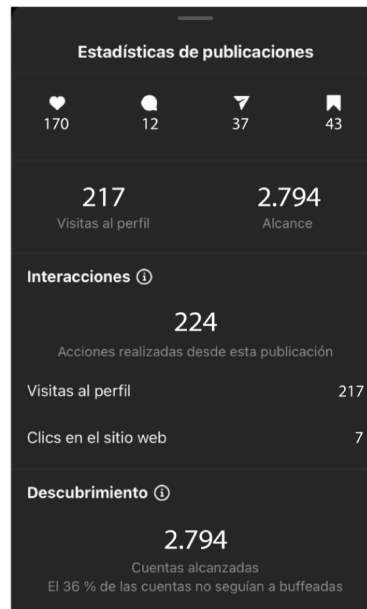 Estadísticas de publicaciones
170 12 37 43
217 2.794
Visitas al perfil Alcance
Interacciones
224
Acciones realizadas desde esta publicación
Visitas al perfil 217
Clics en el sitio web 7
Descubrimiento
2.794
Cuentas alcanzadas
El 36 % de las cuentas no seguían a buffeadas